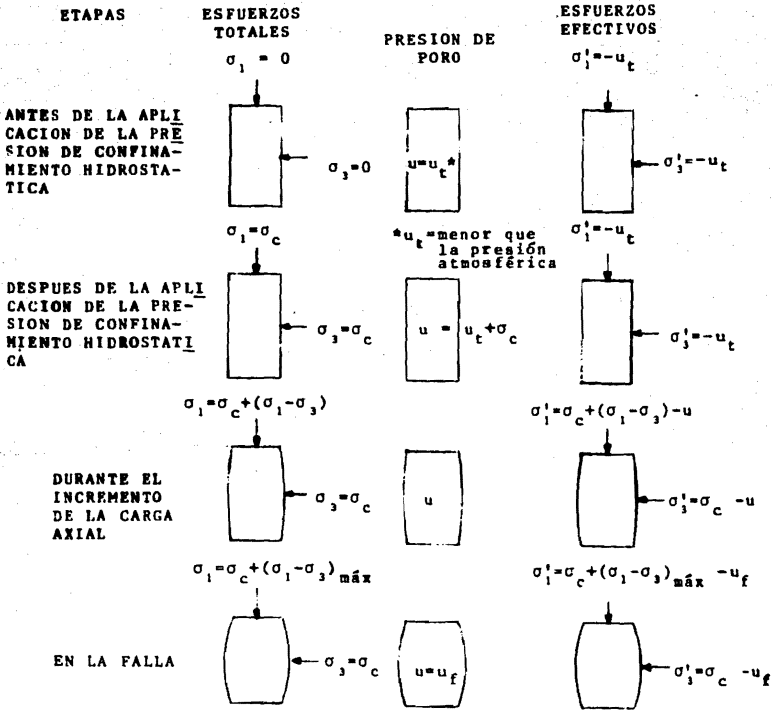 ETAPAS
ESFUERZOS
TOTALES
PRESION DE
PORO
ESFUERZOS
EFECTIVOS
σ₁ = 0
σ'₁=-uₜ
ANTES DE LA APLI
CACION DE LA PRE
SION DE CONFINA-
MIENTO HIDROSTA-
TICA
σ₃=0
u=uₜ*
σ'₃=-uₜ
σ₁=σc
*uₜ=menor que
la presión
atmosférica
σ'₁=-uₜ
DESPUES DE LA APLI
CACION DE LA PRE-
SION DE CONFINA-
MIENTO HIDROSTATI
CA
σ₃=σc
u = uₜ+σc
σ'₃=-uₜ
σ₁=σc+(σ₁-σ₃)
σ'₁=σc+(σ₁-σ₃)-u
DURANTE EL
INCREMENTO
DE LA CARGA
AXIAL
σ₃=σc
u
σ'₃=σc -u
σ₁=σc+(σ₁-σ₃)máx
σ'₁=σc+(σ₁-σ₃)máx -uf
EN LA FALLA
σ₃=σc
u=uf
σ'₃=σc -uf